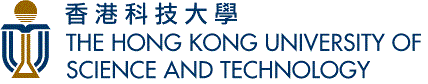 香港科技大學
THE HONG KONG UNIVERSITY OF
SCIENCE AND TECHNOLOGY